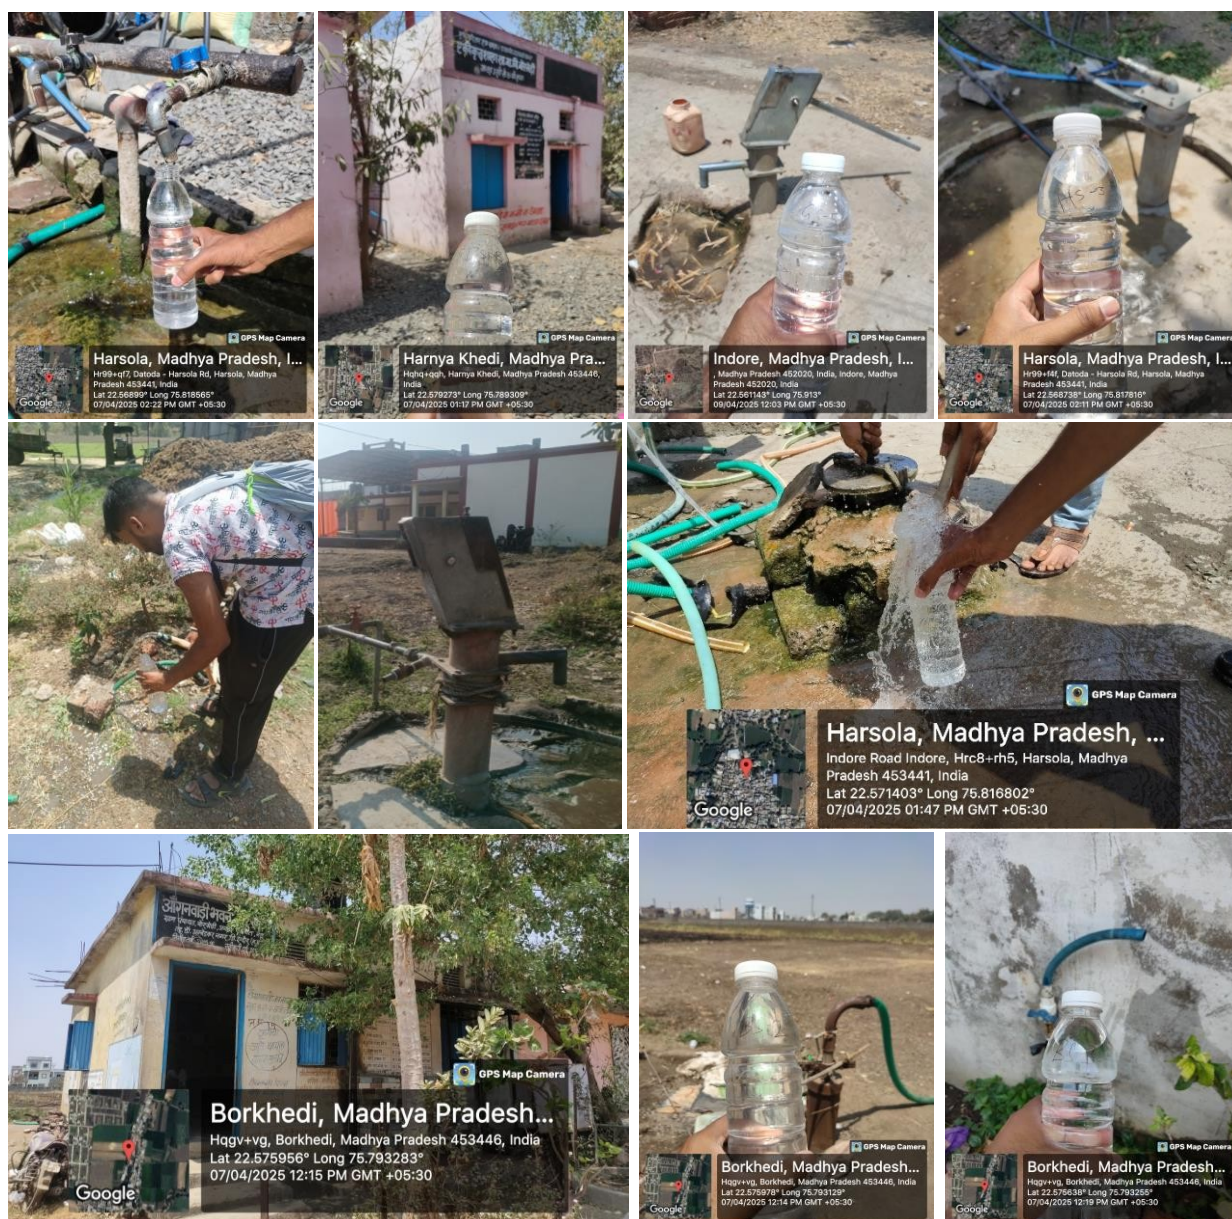 GPS Map Camera
Harsola, Madhya Pradesh, I...
Hr99+qf7, Datoda - Harsola Rd, Harsola, Madhya
Pradesh 453441, India
Lat 22.56899° Long 75.818565°
07/04/2025 02:22 PM GMT +05:30
Google
GPS Map Camera
Harnya Khedi, Madhya Pra...
Hqhq+qqh, Harnya Khedi, Madhya Pradesh 453446,
India
Lat 22.579273° Long 75.789309°
07/04/2025 01:17 PM GMT +05:30
Google
GPS Map Camera
Indore, Madhya Pradesh, I...
, Madhya Pradesh 452020, India, Indore, Madhya
Pradesh 452020, India
Lat 22.561143° Long 75.913°
09/04/2025 12:03 PM GMT +05:30
Google
GPS Map Camera
Harsola, Madhya Pradesh, I...
Hr99+f4f, Datoda - Harsola Rd, Harsola, Madhya
Pradesh 453441, India
Lat 22.568738° Long 75.817816°
07/04/2025 02:11 PM GMT +05:30
Google
GPS Map Camera
Harsola, Madhya Pradesh, ...
Indore Road Indore, Hrc8+rh5, Harsola, Madhya
Pradesh 453441, India
Lat 22.571403° Long 75.816802°
07/04/2025 01:47 PM GMT +05:30
Google
आँगनवाड़ी भवन
GPS Map Camera
Borkhedi, Madhya Pradesh...
Hqgv+vg, Borkhedi, Madhya Pradesh 453446, India
Lat 22.575956° Long 75.793283°
07/04/2025 12:15 PM GMT +05:30
Google
GPS Map Camera
Borkhedi, Madhya Pradesh...
Hqgv+vg, Borkhedi, Madhya Pradesh 453446, India
Lat 22.575978° Long 75.793129°
07/04/2025 12:14 PM GMT +05:30
Google
GPS Map Camera
Borkhedi, Madhya Pradesh...
Hqgv+vg, Borkhedi, Madhya Pradesh 453446, India
Lat 22.575638° Long 75.793255°
07/04/2025 12:19 PM GMT +05:30
Google